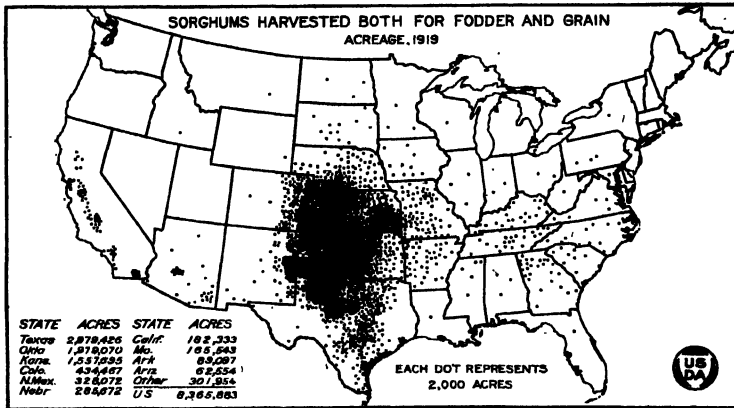 SORGHUMS HARVESTED BOTH FOR FODDER AND GRAIN
ACREAGE, 1919
STATE ACRES STATE ACRES
Texas 2,979,426 Calif. 182,333
Okla 1,979,070 Mo. 165,543
Kans. 1,557,695 Ark 89,097
Colo. 434,467 Ariz 62,554
N.Mex. 328,072 Other 301,954
Nebr 285,672 US 8,365,883
EACH DOT REPRESENTS
2,000 ACRES
US
DA